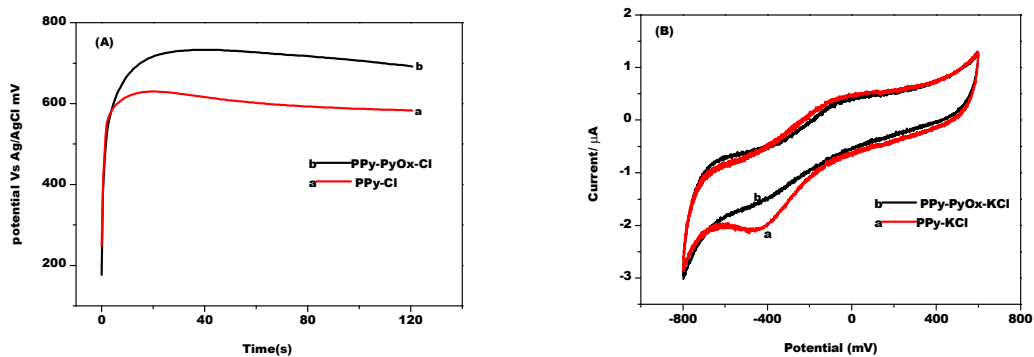 (A)
800
600
400
200
potential Vs Ag/AgCl mV
b
a
b PPy-PyOx-Cl
a PPy-Cl
0 40 80 120
Time(s)
(B)
2
1
0
-1
-2
-3
Current/ μA
b
a
b PPy-PyOx-KCl
a PPy-KCl
-800 -400 0 400 800
Potential (mV)